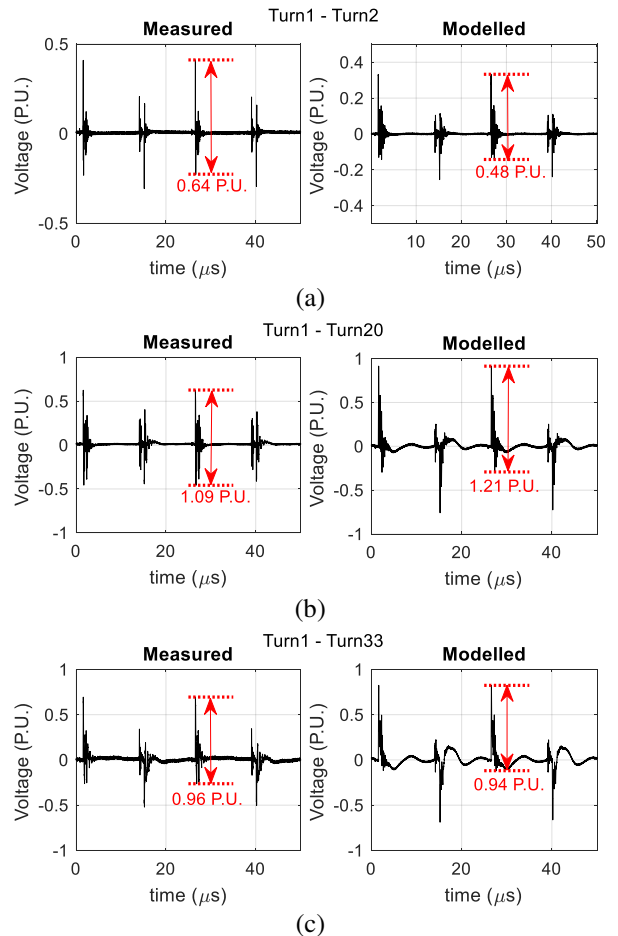 Turn1 - Turn2
Measured
Modelled
Voltage (P.U.)
0.5
0
-0.5
0.64 P.U.
0 20 40
time (μs)
Voltage (P.U.)
0.4
0.2
0
-0.2
-0.4
0.48 P.U.
10 20 30 40 50
time (μs)
(a)
Turn1 - Turn20
Measured
Modelled
Voltage (P.U.)
1
0.5
0
-0.5
-1
1.09 P.U.
0 20 40
time (μs)
Voltage (P.U.)
1
0.5
0
-0.5
-1
1.21 P.U.
0 20 40
time (μs)
(b)
Turn1 - Turn33
Measured
Modelled
Voltage (P.U.)
1
0.5
0
-0.5
-1
0.96 P.U.
0 20 40
time (μs)
Voltage (P.U.)
1
0.5
0
-0.5
-1
0.94 P.U.
0 20 40
time (μs)
(c)